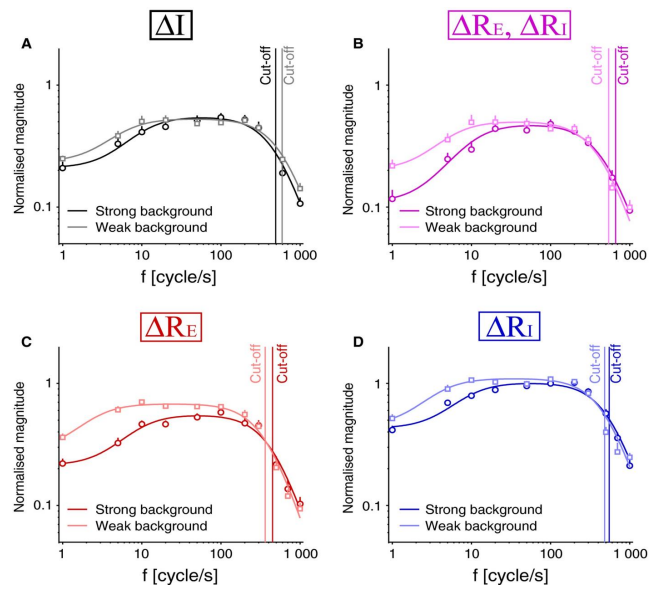 ΔI
ΔRE, ΔRI
A
Cut-off
Cut-off
Normalised magnitude
1
0.1
Strong background
Weak background
1
10
100
1 000
f [cycle/s]
B
Cut-off
Cut-off
Normalised magnitude
1
0.1
Strong background
Weak background
1
10
100
1 000
f [cycle/s]
ΔRE
ΔRI
C
Cut-off
Cut-off
Normalised magnitude
1
0.1
Strong background
Weak background
1
10
100
1 000
f [cycle/s]
D
Cut-off
Cut-off
Normalised magnitude
1
0.1
Strong background
Weak background
1
10
100
1 000
f [cycle/s]